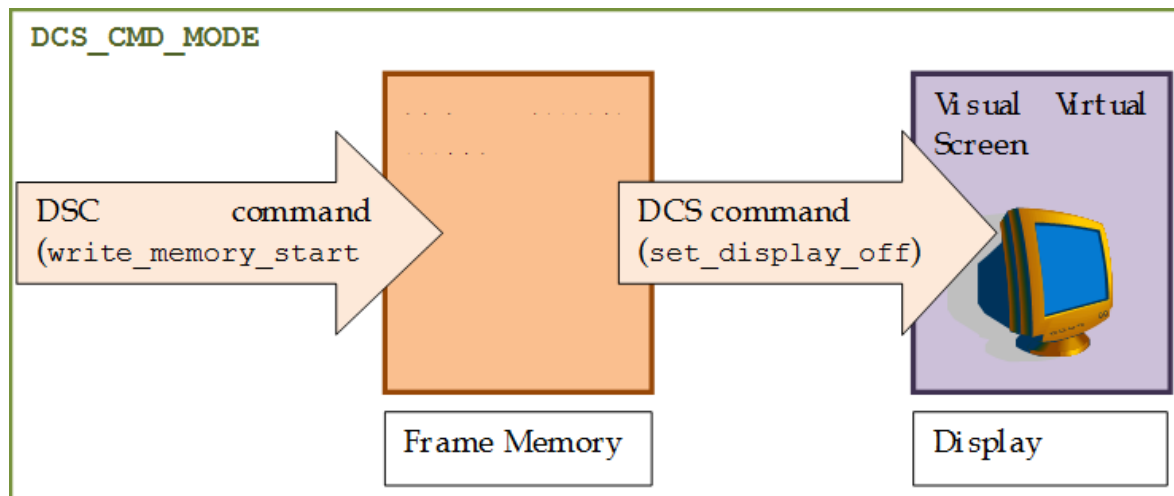 DCS_CMD_MODE
Visual Virtual
Screen
DSC command
(write_memory_start
DCS command
(set_display_off)
Frame Memory
Display